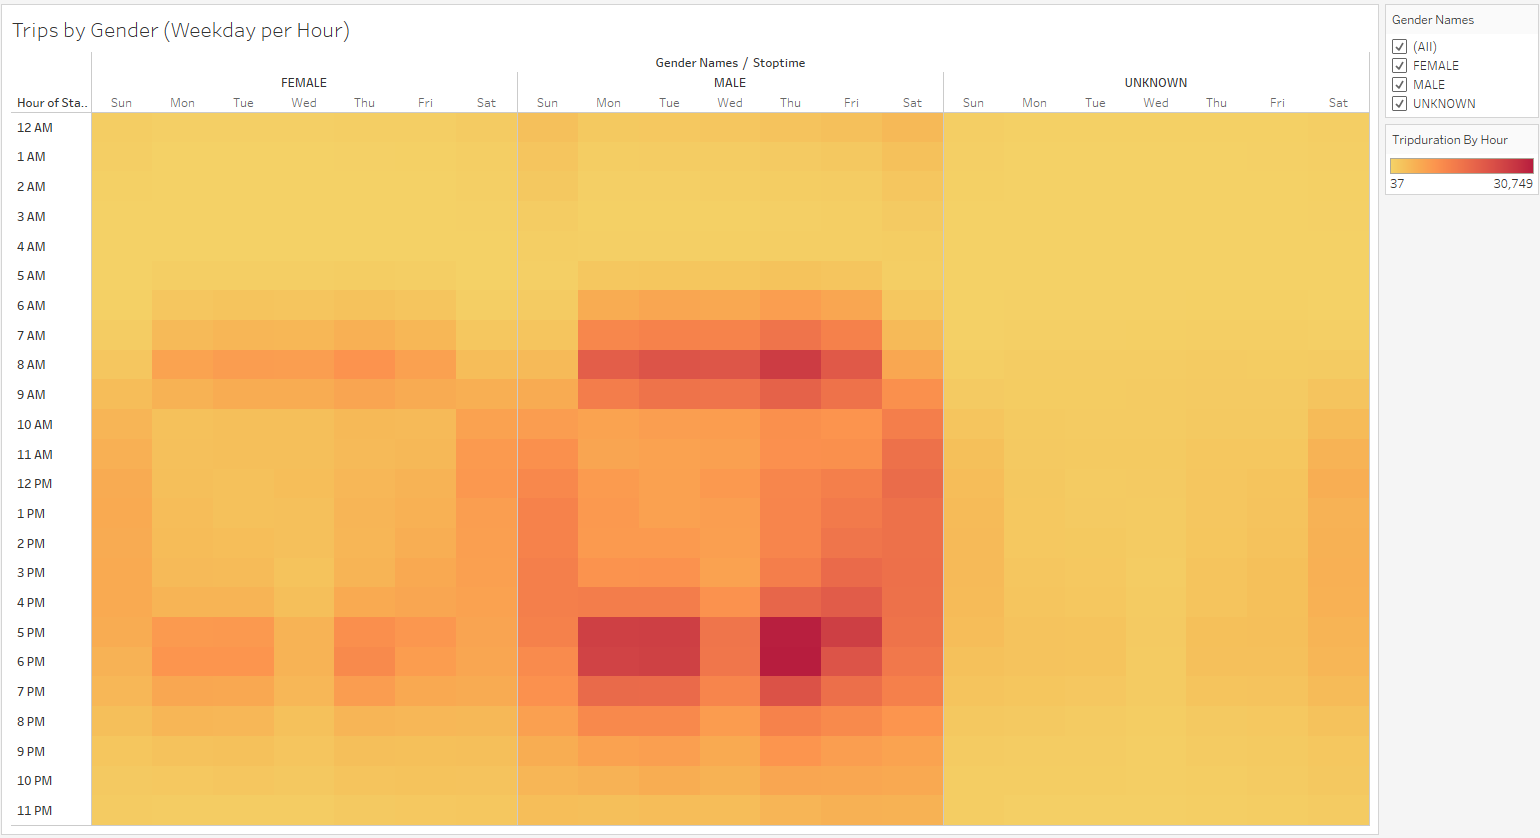 Trips by Gender (Weekday per Hour)
Gender Names / Stoptime
FEMALE MALE UNKNOWN
Hour of Sta.. Sun Mon Tue Wed Thu Fri Sat Sun Mon Tue Wed Thu Fri Sat Sun Mon Tue Wed Thu Fri Sat
12 AM
1 AM
2 AM
3 AM
4 AM
5 AM
6 AM
7 AM
8 AM
9 AM
10 AM
11 AM
12 PM
1 PM
2 PM
3 PM
4 PM
5 PM
6 PM
7 PM
8 PM
9 PM
10 PM
11 PM
Gender Names
(All)
FEMALE
MALE
UNKNOWN
Tripduration By Hour
37 30,749